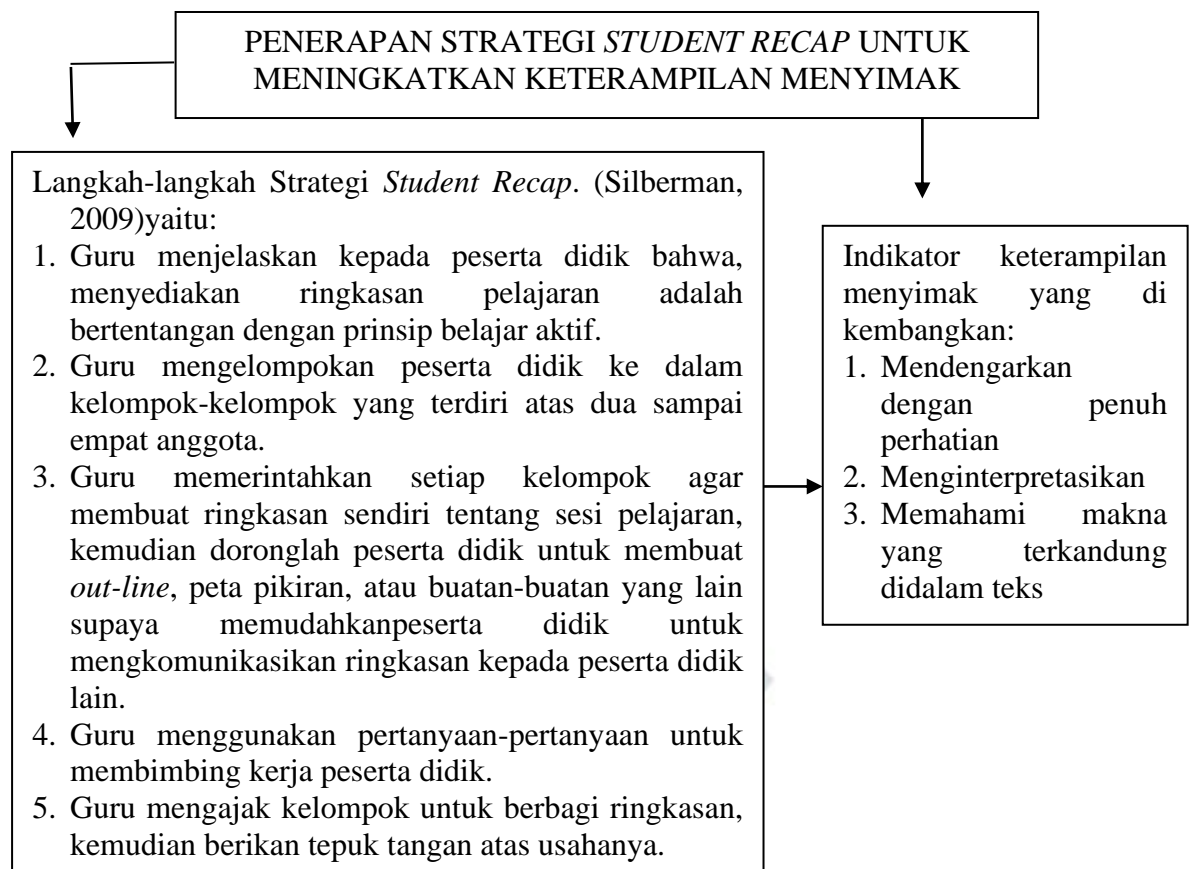 PENERAPAN STRATEGI STUDENT RECAP UNTUK
MENINGKATKAN KETERAMPILAN MENYIMAK
Langkah-langkah Strategi Student Recap. (Silberman,
2009)yaitu:
1. Guru menjelaskan kepada peserta didik bahwa,
menyediakan ringkasan pelajaran adalah
bertentangan dengan prinsip belajar aktif.
2. Guru mengelompokan peserta didik ke dalam
kelompok-kelompok yang terdiri atas dua sampai
empat anggota.
3. Guru memerintahkan setiap kelompok agar
membuat ringkasan sendiri tentang sesi pelajaran,
kemudian doronglah peserta didik untuk membuat
out-line, peta pikiran, atau buatan-buatan yang lain
supaya memudahkanpeserta didik untuk
mengkomunikasikan ringkasan kepada peserta didik
lain.
4. Guru menggunakan pertanyaan-pertanyaan untuk
membimbing kerja peserta didik.
5. Guru mengajak kelompok untuk berbagi ringkasan,
kemudian berikan tepuk tangan atas usahanya.
Indikator keterampilan
menyimak yang di
kembangkan:
1. Mendengarkan
dengan penuh
perhatian
2. Menginterpretasikan
3. Memahami makna
yang terkandung
didalam teks